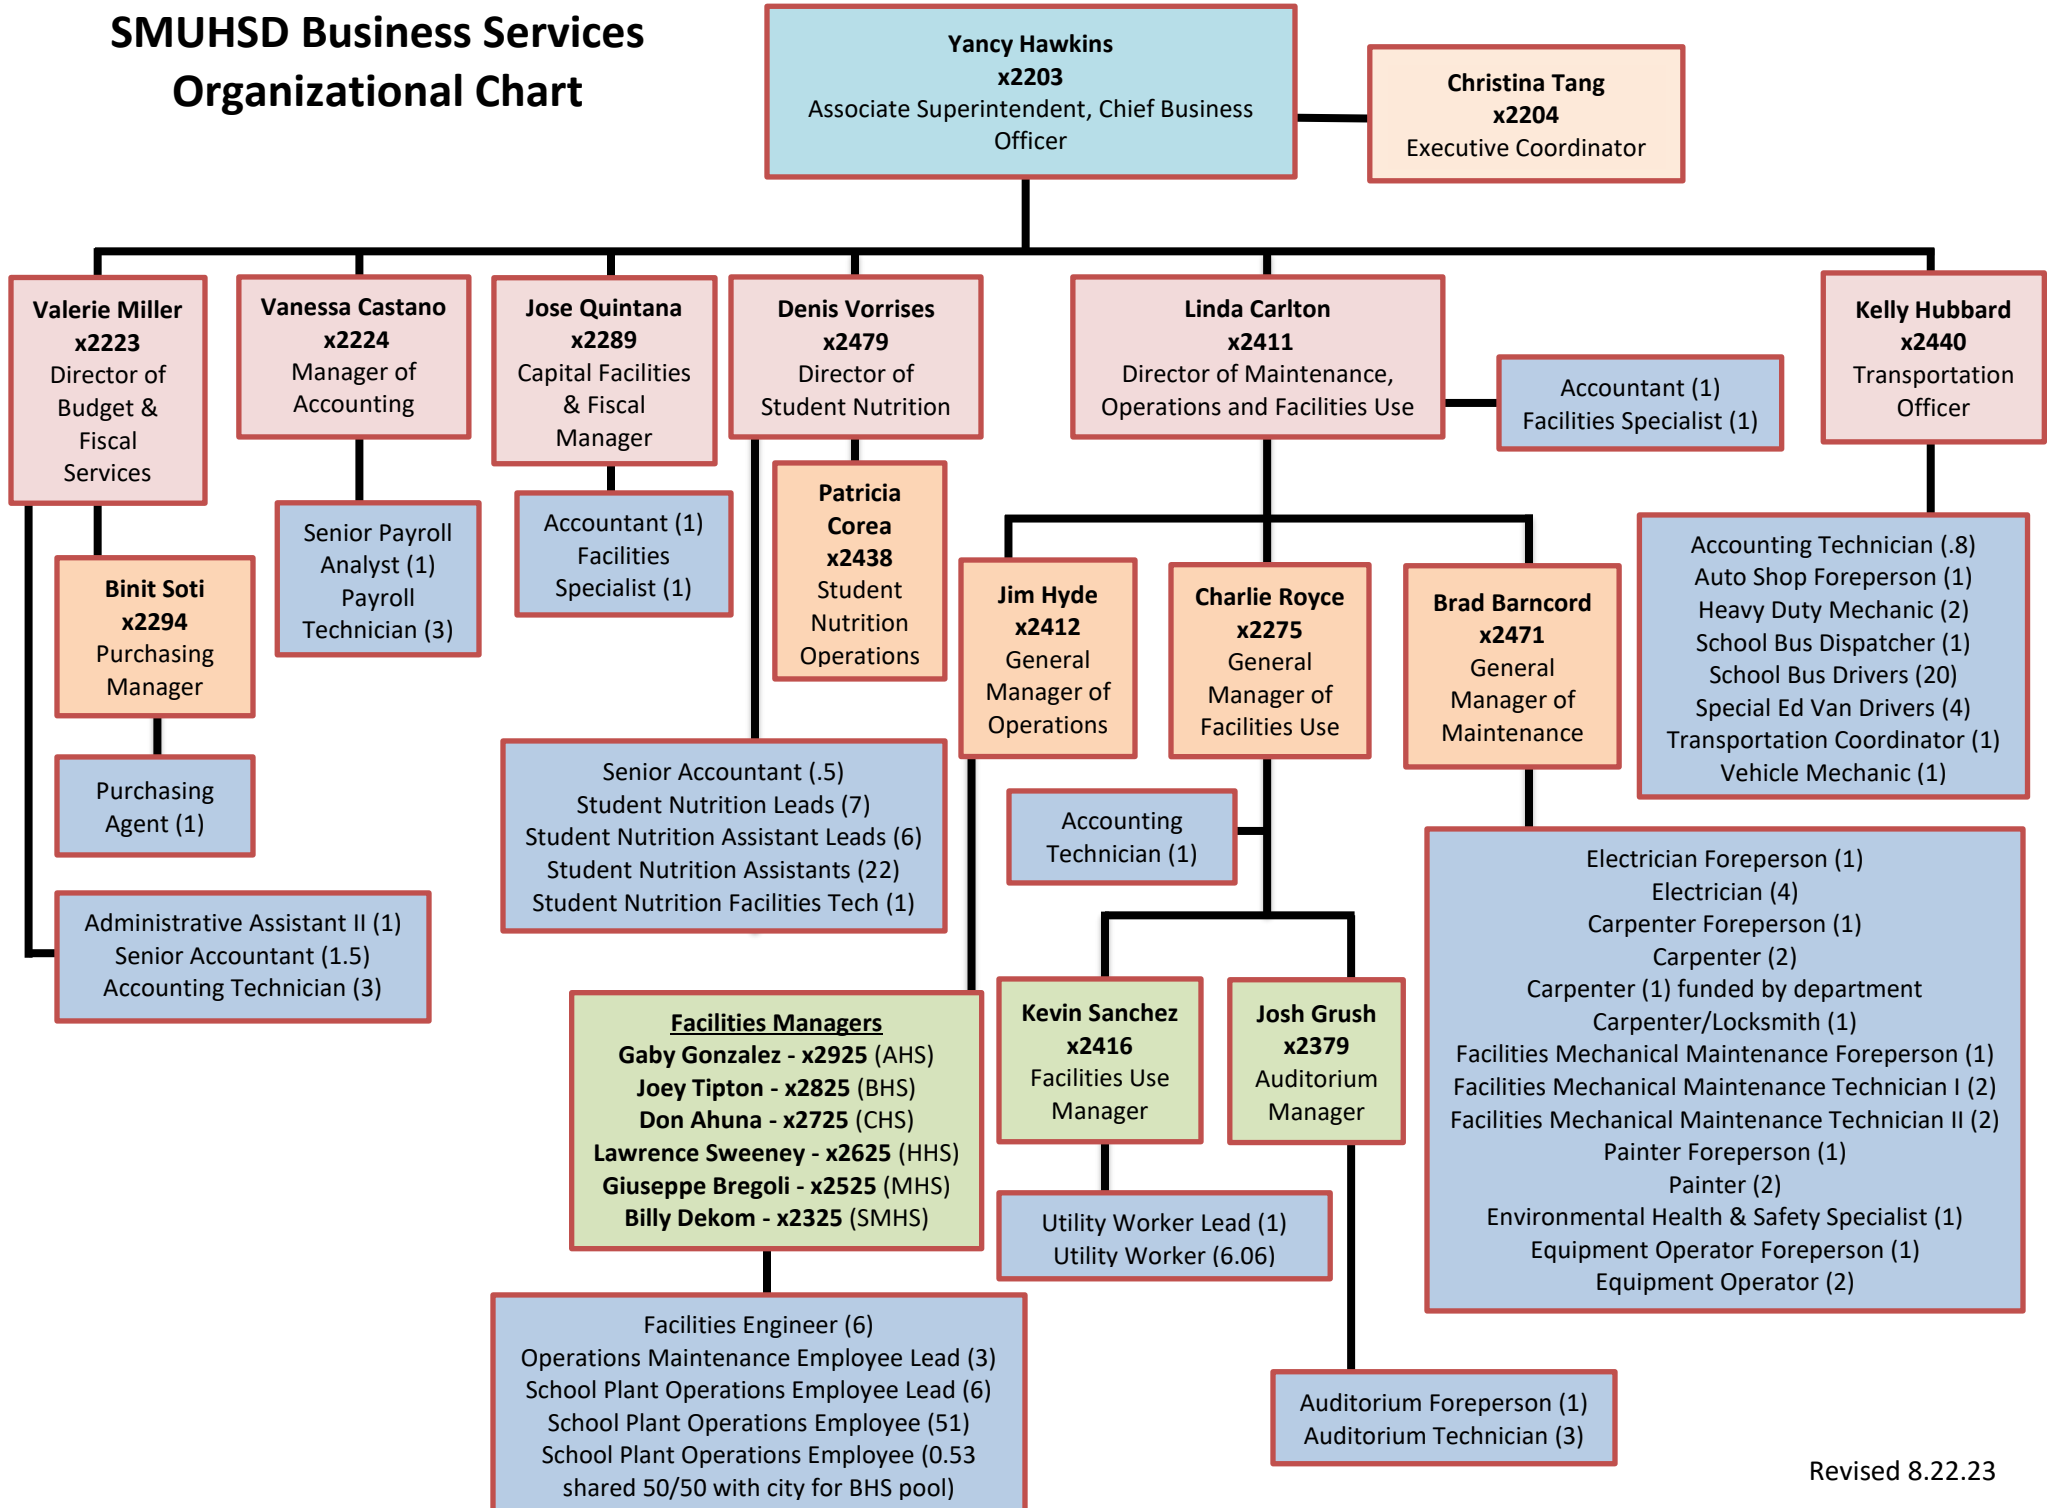 SMUHSD Business Services
Organizational Chart
Yancy Hawkins
x2203
Associate Superintendent, Chief Business
Officer
Christina Tang
x2204
Executive Coordinator
Valerie Miller
x2223
Director of
Budget &
Fiscal
Services
Vanessa Castano
x2224
Manager of
Accounting
Jose Quintana
x2289
Capital Facilities
& Fiscal
Manager
Denis Vorrises
x2479
Director of
Student Nutrition
Linda Carlton
x2411
Director of Maintenance,
Operations and Facilities Use
Accountant (1)
Facilities Specialist (1)
Kelly Hubbard
x2440
Transportation
Officer
Binit Soti
x2294
Purchasing
Manager
Purchasing
Agent (1)
Administrative Assistant II (1)
Senior Accountant (1.5)
Accounting Technician (3)
Senior Payroll
Analyst (1)
Payroll
Technician (3)
Accountant (1)
Facilities
Specialist (1)
Patricia
Corea
x2438
Student
Nutrition
Operations
Senior Accountant (.5)
Student Nutrition Leads (7)
Student Nutrition Assistant Leads (6)
Student Nutrition Assistants (22)
Student Nutrition Facilities Tech (1)
Jim Hyde
x2412
General
Manager of
Operations
Charlie Royce
x2275
General
Manager of
Facilities Use
Brad Barncord
x2471
General
Manager of
Maintenance
Accounting Technician (.8)
Auto Shop Foreperson (1)
Heavy Duty Mechanic (2)
School Bus Dispatcher (1)
School Bus Drivers (20)
Special Ed Van Drivers (4)
Transportation Coordinator (1)
Vehicle Mechanic (1)
Accounting
Technician (1)
Facilities Managers
Gaby Gonzalez - x2925 (AHS)
Joey Tipton - x2825 (BHS)
Don Ahuna - x2725 (CHS)
Lawrence Sweeney - x2625 (HHS)
Giuseppe Bregoli - x2525 (MHS)
Billy Dekom - x2325 (SMHS)
Facilities Engineer (6)
Operations Maintenance Employee Lead (3)
School Plant Operations Employee Lead (6)
School Plant Operations Employee (51)
School Plant Operations Employee (0.53
shared 50/50 with city for BHS pool)
Kevin Sanchez
x2416
Facilities Use
Manager
Utility Worker Lead (1)
Utility Worker (6.06)
Josh Grush
x2379
Auditorium
Manager
Auditorium Foreperson (1)
Auditorium Technician (3)
Electrician Foreperson (1)
Electrician (4)
Carpenter Foreperson (1)
Carpenter (2)
Carpenter (1) funded by department
Carpenter/Locksmith (1)
Facilities Mechanical Maintenance Foreperson (1)
Facilities Mechanical Maintenance Technician I (2)
Facilities Mechanical Maintenance Technician II (2)
Painter Foreperson (1)
Painter (2)
Environmental Health & Safety Specialist (1)
Equipment Operator Foreperson (1)
Equipment Operator (2)
Revised 8.22.23